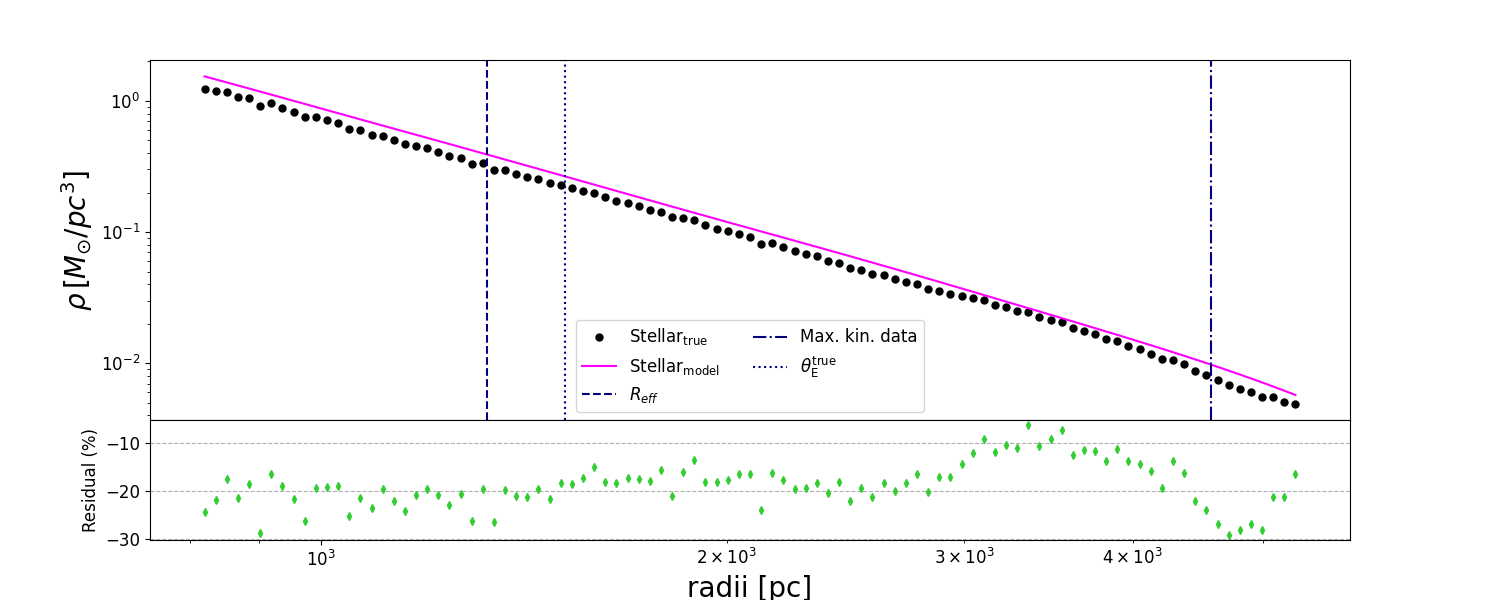 10⁰
10⁻¹
10⁻²
ρ [M⊙/pc³]
Stellar_true
Stellar_model
R_eff
Max. kin. data
θ_E^true
−10
−20
−30
Residual (%)
10³
2 × 10³
3 × 10³
4 × 10³
radii [pc]